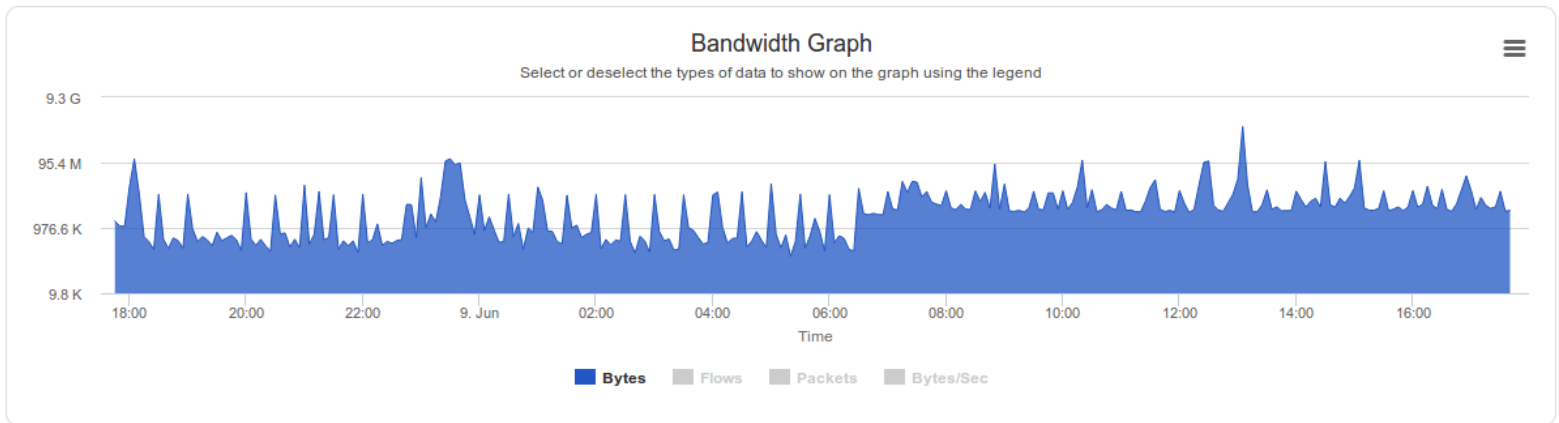 Bandwidth Graph
Select or deselect the types of data to show on the graph using the legend
9.3 G
95.4 M
976.6 K
9.8 K
18:00 20:00 22:00 9. Jun 02:00 04:00 06:00 08:00 10:00 12:00 14:00 16:00
Time
Bytes Flows Packets Bytes/Sec